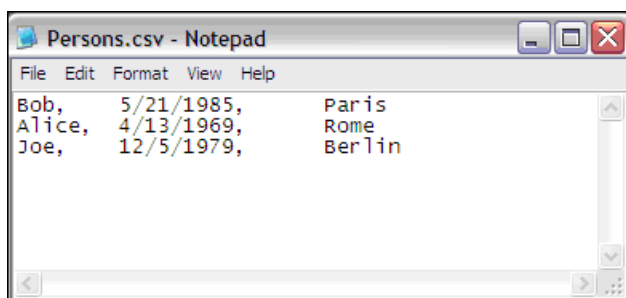 Persons.csv - Notepad
File Edit Format View Help
Bob, 5/21/1985, Paris
Alice, 4/13/1969, Rome
Joe, 12/5/1979, Berlin